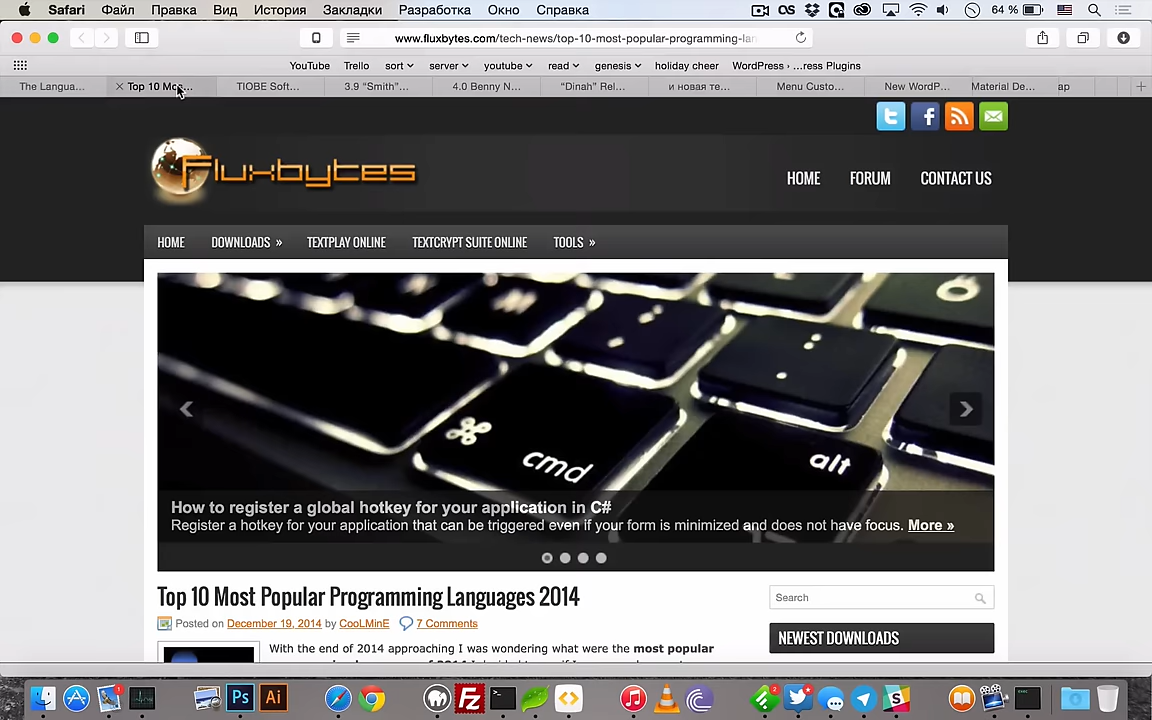 Safari Файл Правка Вид История Закладки Разработка Окно Справка 64 %
www.fluxbytes.com/tech-news/top-10-most-popular-programming-lan
YouTube Trello sort server youtube read genesis holiday cheer WordPress › …ress Plugins
The Langua… Top 10 Mos… TIOBE Soft… 3.9 “Smith”… 4.0 Benny N… “Dinah” Rel… и новая те… Menu Custo… New WordP… Material De… ap
Fluxbytes
HOME FORUM CONTACT US
HOME DOWNLOADS » TEXTPLAY ONLINE TEXTCRYPT SUITE ONLINE TOOLS »
cmd
alt
How to register a global hotkey for your application in C#
Register a hotkey for your application that can be triggered even if your form is minimized and does not have focus. More »
Top 10 Most Popular Programming Languages 2014
Search
Posted on December 19, 2014 by CooLMinE 7 Comments
NEWEST DOWNLOADS
With the end of 2014 approaching I was wondering what were the most popular
Ps Ai Fz